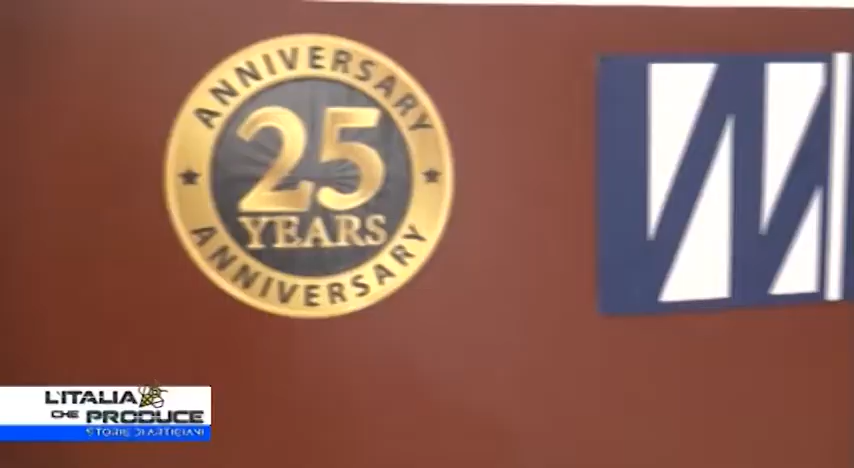 ANNIVERSARY
25
YEARS
ANNIVERSARY
L'ITALIA
CHE PRODUCE
STORIE DI ARTIGIANI